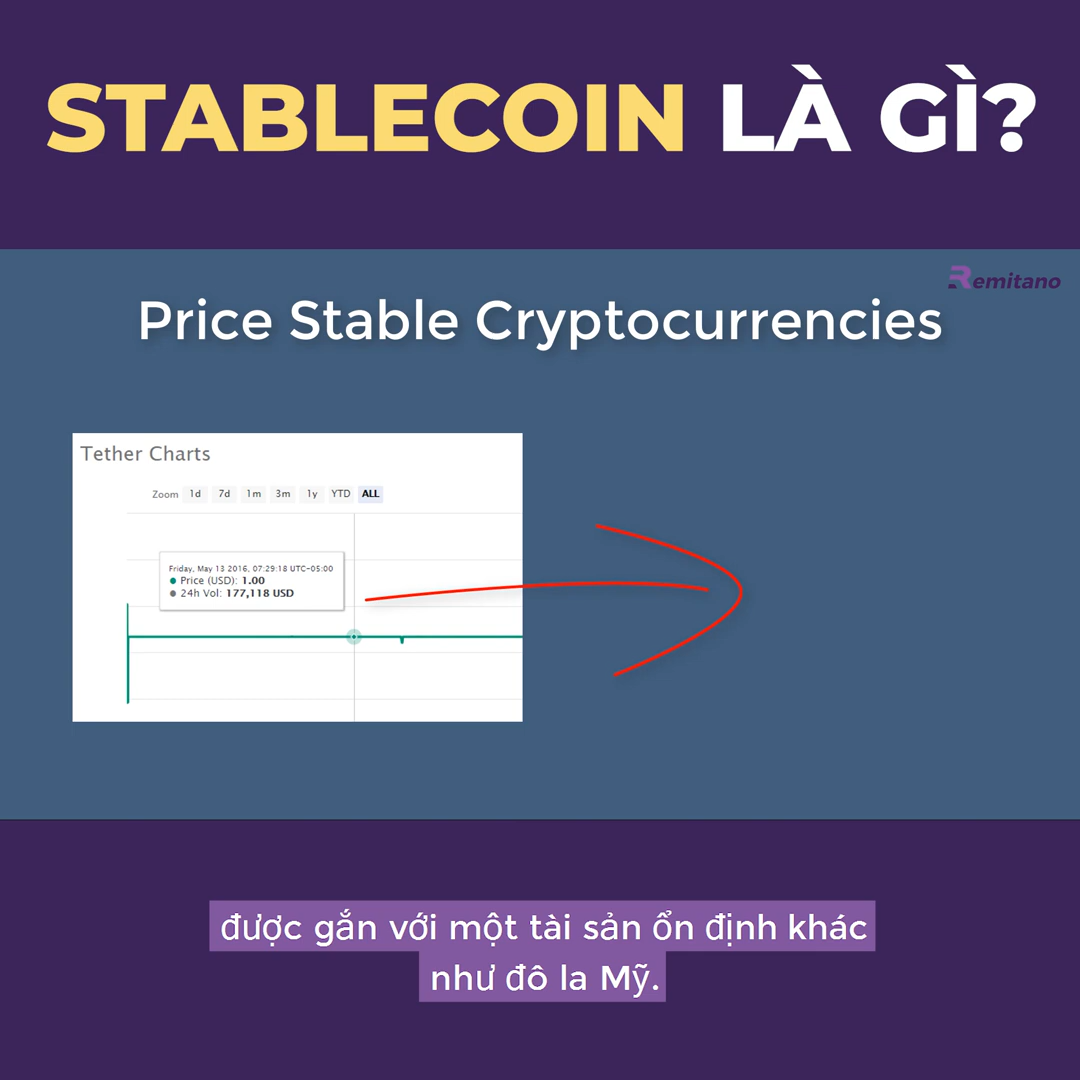 STABLECOIN LÀ GÌ?
Remitano
Price Stable Cryptocurrencies
Tether Charts
Zoom 1d 7d 1m 3m 1y YTD ALL
Friday, May 13 2016, 07:29:18 UTC-05:00
Price (USD): 1.00
24h Vol: 177,118 USD
được gắn với một tài sản ổn định khác
như đô la Mỹ.